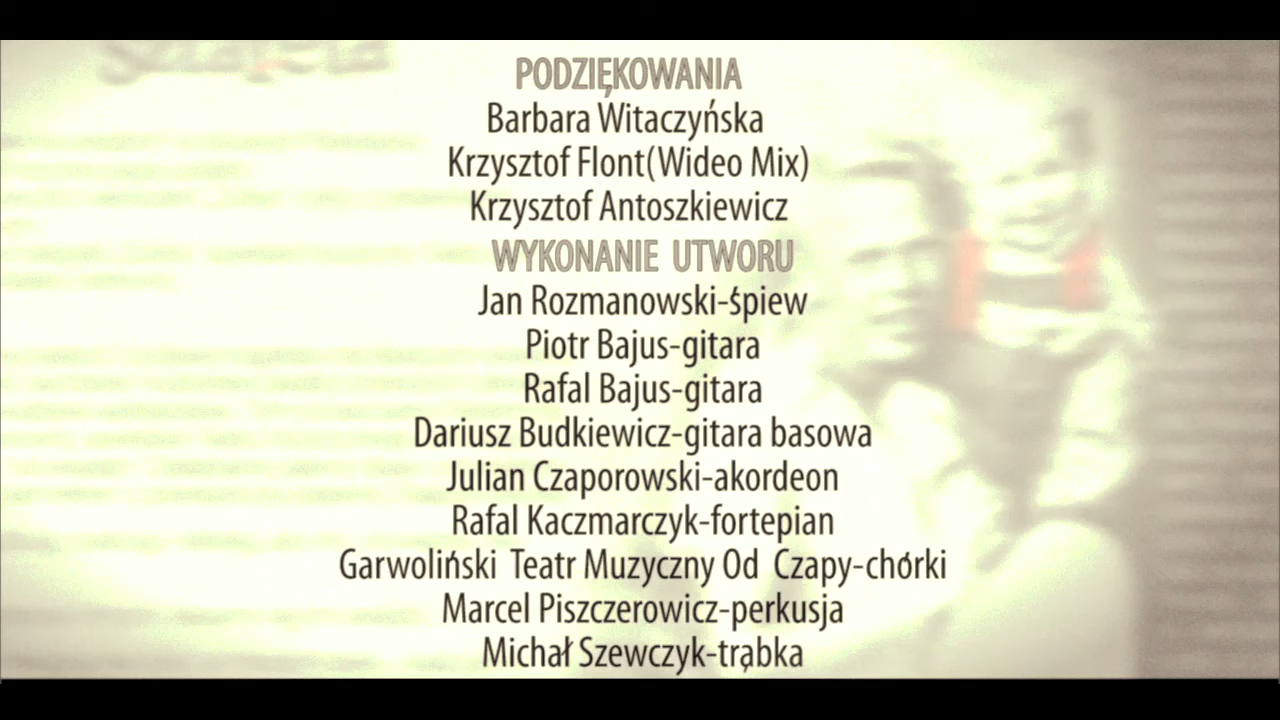 Sztafeta
PODZIĘKOWANIA
Barbara Witaczyńska
Krzysztof Flont(Wideo Mix)
Krzysztof Antoszkiewicz
WYKONANIE UTWORU
Jan Rozmanowski-śpiew
Piotr Bajus-gitara
Rafal Bajus-gitara
Dariusz Budkiewicz-gitara basowa
Julian Czaporowski-akordeon
Rafal Kaczmarczyk-fortepian
Garwoliński Teatr Muzyczny Od Czapy-chórki
Marcel Piszczerowicz-perkusja
Michał Szewczyk-trąbka